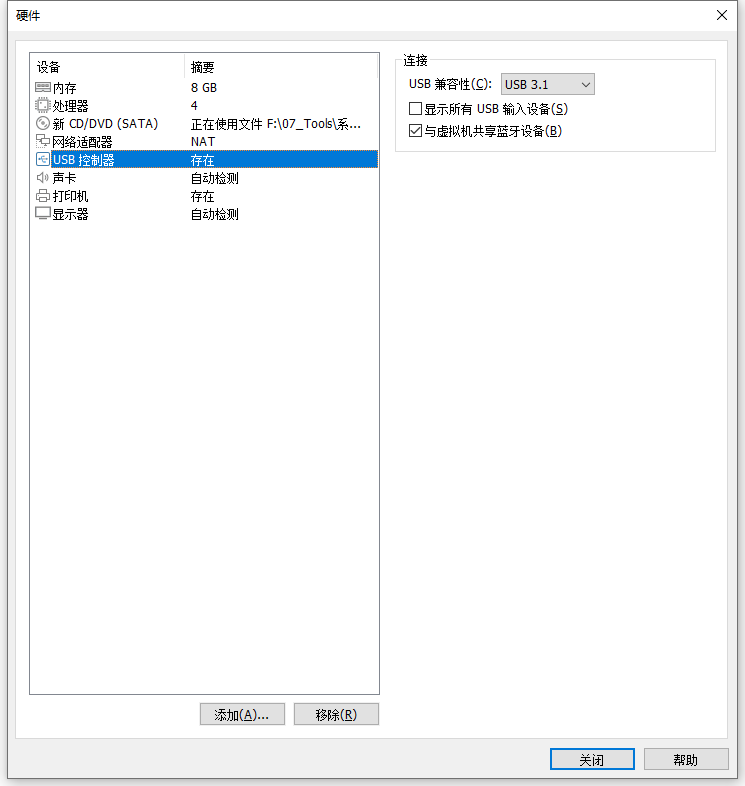 硬件
设备 摘要
内存 8 GB
处理器 4
新 CD/DVD (SATA) 正在使用文件 F:\07_Tools\系...
网络适配器 NAT
USB 控制器 存在
声卡 自动检测
打印机 存在
显示器 自动检测
添加(A)... 移除(R)
连接
USB 兼容性(C): USB 3.1
显示所有 USB 输入设备(S)
与虚拟机共享蓝牙设备(B)
关闭 帮助